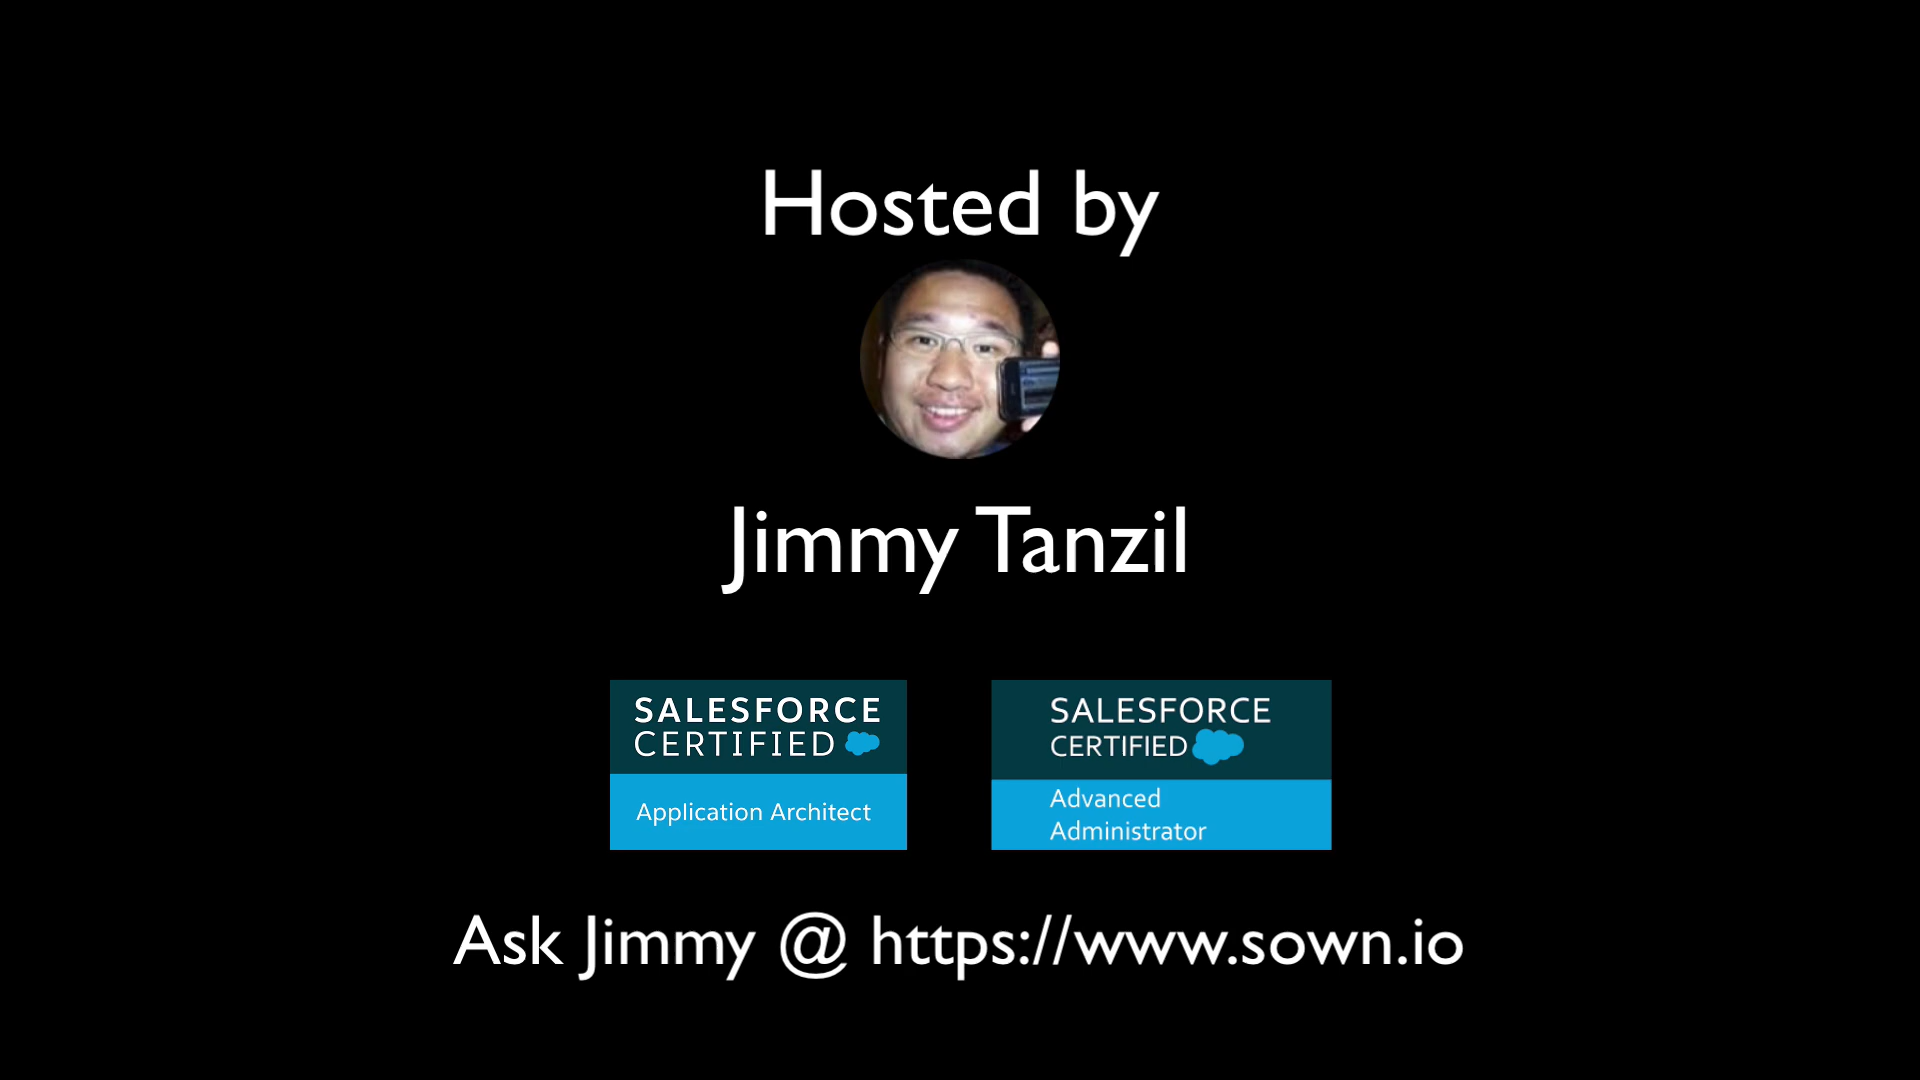 Hosted by
Jimmy Tanzil
SALESFORCE
CERTIFIED
Application Architect
SALESFORCE
CERTIFIED
Advanced
Administrator
Ask Jimmy @ https://www.sown.io